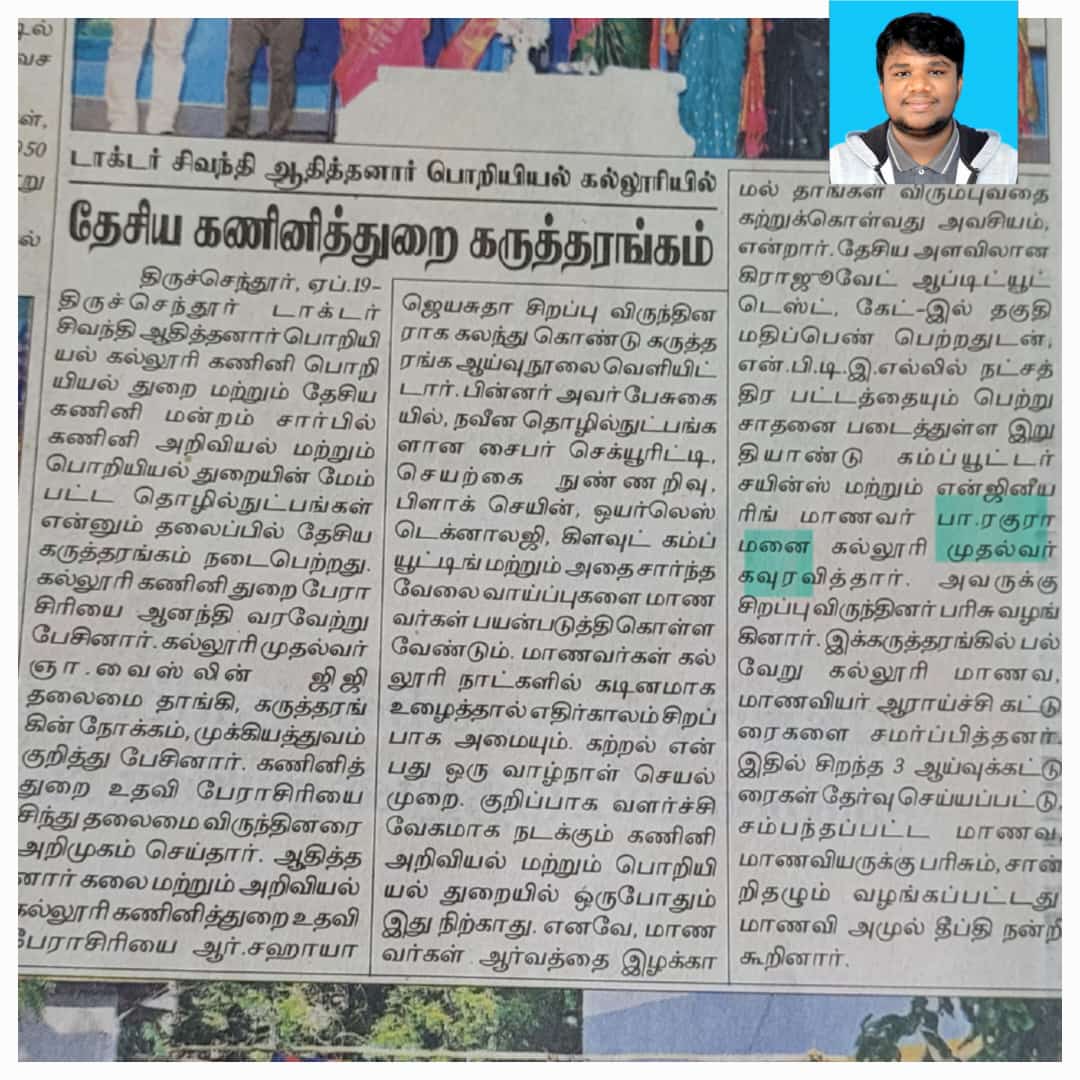 டில்
வச
ள்,
950
று
ல்
டாக்டர் சிவந்தி ஆதித்தனார் பொறியியல் கல்லூரியில்
தேசிய கணினித்துறை கருத்தரங்கம்
திருச்செந்தூர், ஏப்.19–
திருச்செந்தூர் டாக்டர்
சிவந்தி ஆதித்தனார் பொறியி
யல் கல்லூரி கணினி பொறி
யியல் துறை மற்றும் தேசிய
கணினி மன்றம் சார்பில்
கணினி அறிவியல் மற்றும்
பொறியியல் துறையின் மேம்
பட்ட தொழில்நுட்பங்கள்
என்னும் தலைப்பில் தேசிய
கருத்தரங்கம் நடைபெற்றது.
கல்லூரி கணினி துறை பேரா
சிரியை ஆனந்தி வரவேற்று
பேசினார். கல்லூரி முதல்வர்
ஞா.வைஸ்லின் ஜிஜி
தலைமை தாங்கி, கருத்தரங்
கின் நோக்கம், முக்கியத்துவம்
குறித்து பேசினார். கணினித்
துறை உதவி பேராசிரியை
சிந்து தலைமை விருந்தினரை
அறிமுகம் செய்தார். ஆதித்த
னார் கலை மற்றும் அறிவியல்
கல்லூரி கணினித்துறை உதவி
பேராசிரியை ஆர்.சஹாயா
ஜெயசுதா சிறப்பு விருந்தின
ராக கலந்து கொண்டு கருத்த
ரங்க ஆய்வு நூலை வெளியிட்
டார். பின்னர் அவர் பேசுகை
யில், நவீன தொழில்நுட்பங்க
ளான சைபர் செக்யூரிட்டி,
செயற்கை நுண்ணறிவு,
பிளாக் செயின், ஒயர்லெஸ்
டெக்னாலஜி, கிளவுட் கம்ப்
யூட்டிங் மற்றும் அதை சார்ந்த
வேலை வாய்ப்புகளை மாண
வர்கள் பயன்படுத்தி கொள்ள
வேண்டும். மாணவர்கள் கல்
லூரி நாட்களில் கடினமாக
உழைத்தால் எதிர்காலம் சிறப்
பாக அமையும். கற்றல் என்
பது ஒரு வாழ்நாள் செயல்
முறை. குறிப்பாக வளர்ச்சி
வேகமாக நடக்கும் கணினி
அறிவியல் மற்றும் பொறியி
யல் துறையில் ஒருபோதும்
இது நிற்காது. எனவே, மாண
வர்கள் ஆர்வத்தை இழக்கா
மல் தாங்கள் விரும்புவதை
கற்றுக்கொள்வது அவசியம்,
என்றார். தேசிய அளவிலான
கிராஜூவேட் ஆப்டிட்யூட்
டெஸ்ட், கேட்-இல் தகுதி
மதிப்பெண் பெற்றதுடன்,
என்.பி.டி.இ.எல்லில் நட்சத்
திர பட்டத்தையும் பெற்று
சாதனை படைத்துள்ள இறு
தியாண்டு கம்ப்யூட்டர்
சயின்ஸ் மற்றும் என்ஜினீய
ரிங் மாணவர் பா.ரகுரா
மனை கல்லூரி முதல்வர்
கவுரவித்தார். அவருக்கு
சிறப்பு விருந்தினர் பரிசு வழங்
கினார். இக்கருத்தரங்கில் பல்
வேறு கல்லூரி மாணவ,
மாணவியர் ஆராய்ச்சி கட்டு
ரைகளை சமர்ப்பித்தனர்.
இதில் சிறந்த 3 ஆய்வுக்கட்டு
ரைகள் தேர்வு செய்யப்பட்டு,
சம்பந்தப்பட்ட மாணவ,
மாணவியருக்கு பரிசும், சான்
றிதழும் வழங்கப்பட்டது
மாணவி அமுல் தீப்தி நன்றி
கூறினார்.